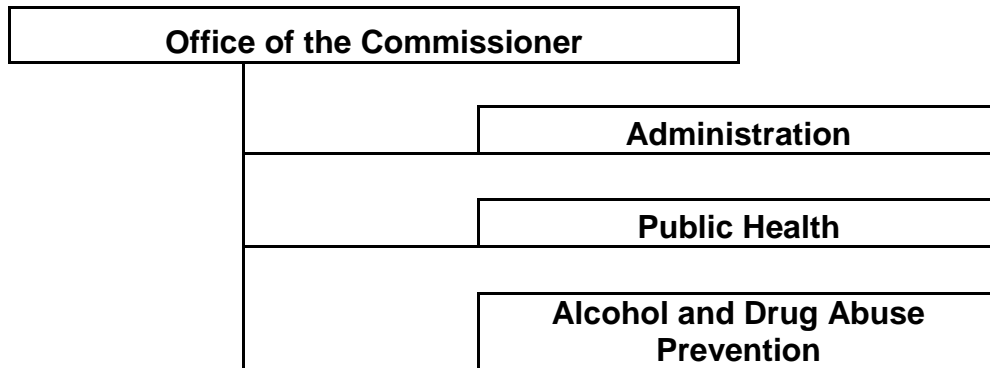 Office of the Commissioner
Administration
Public Health
Alcohol and Drug Abuse
Prevention